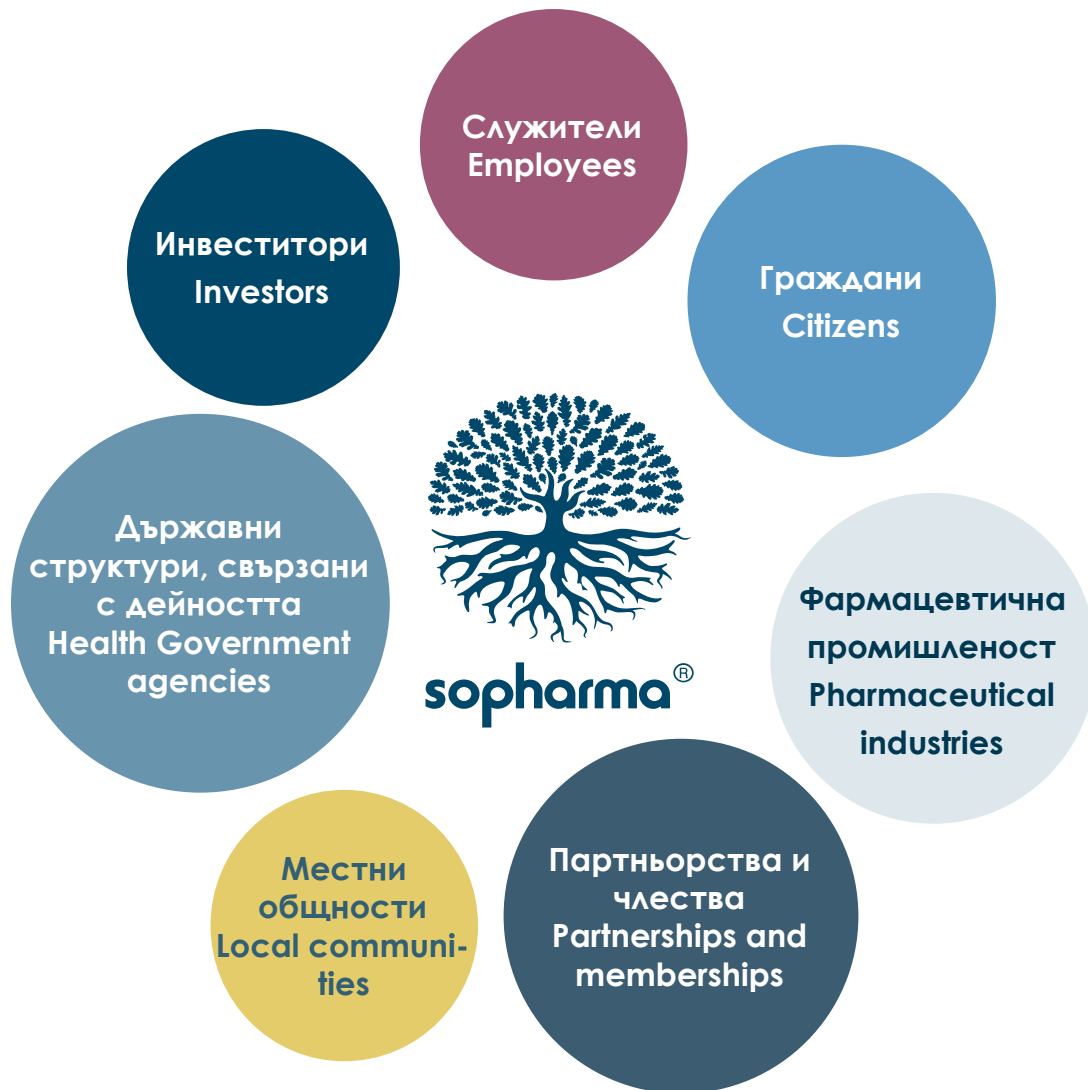 Служители
Employees
Инвеститори
Investors
Граждани
Citizens
Държавни
структури, свързани
с дейността
Health Government
agencies
sopharma®
Фармацевтична
промишленост
Pharmaceutical
industries
Местни
общности
Local communi-
ties
Партньорства и
члества
Partnerships and
memberships